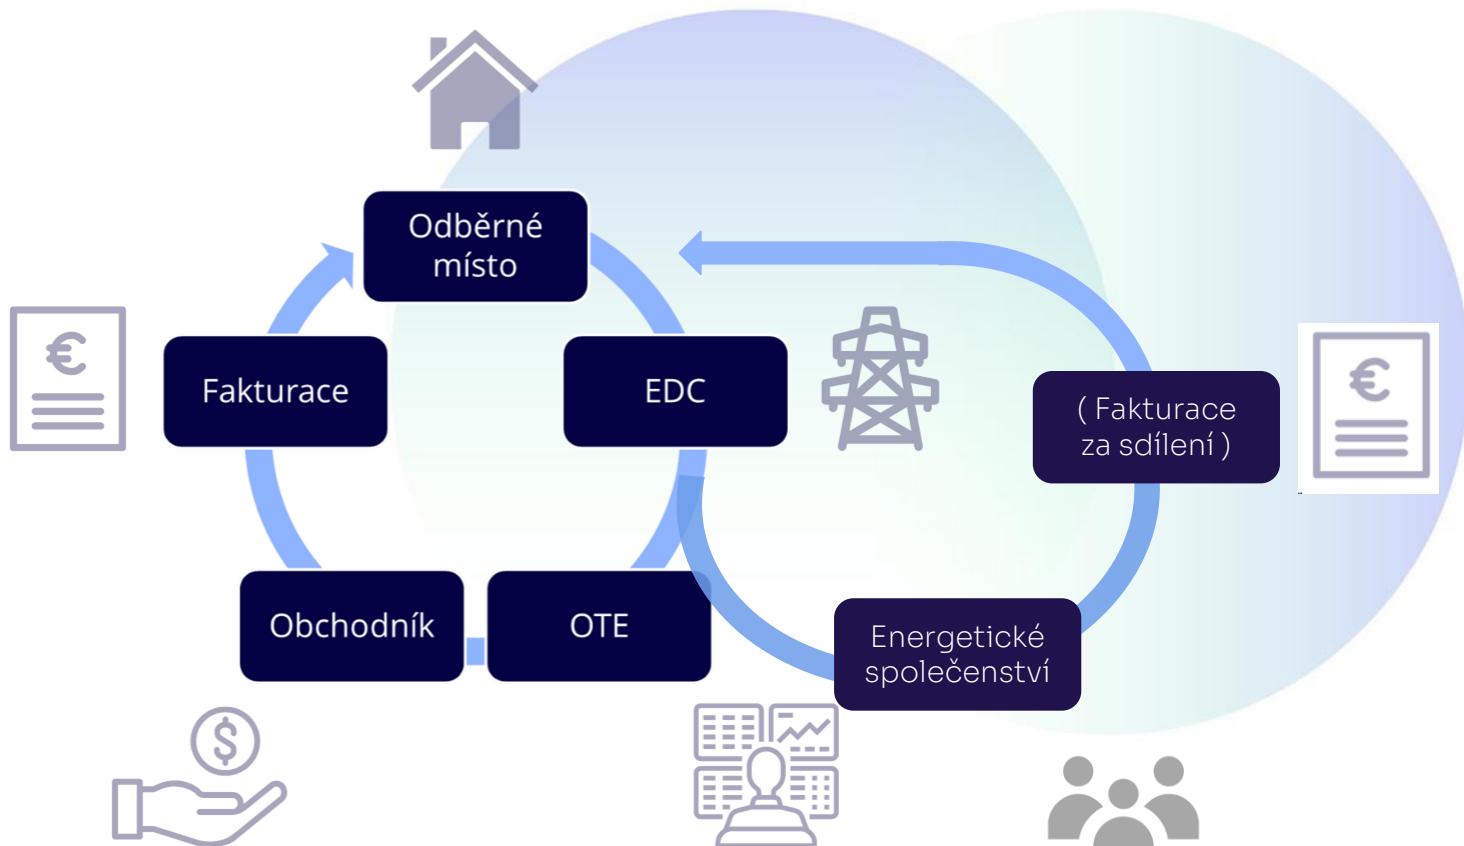 Odběrné
místo
Fakturace
EDC
( Fakturace
za sdílení )
Obchodník
OTE
Energetické
společenství